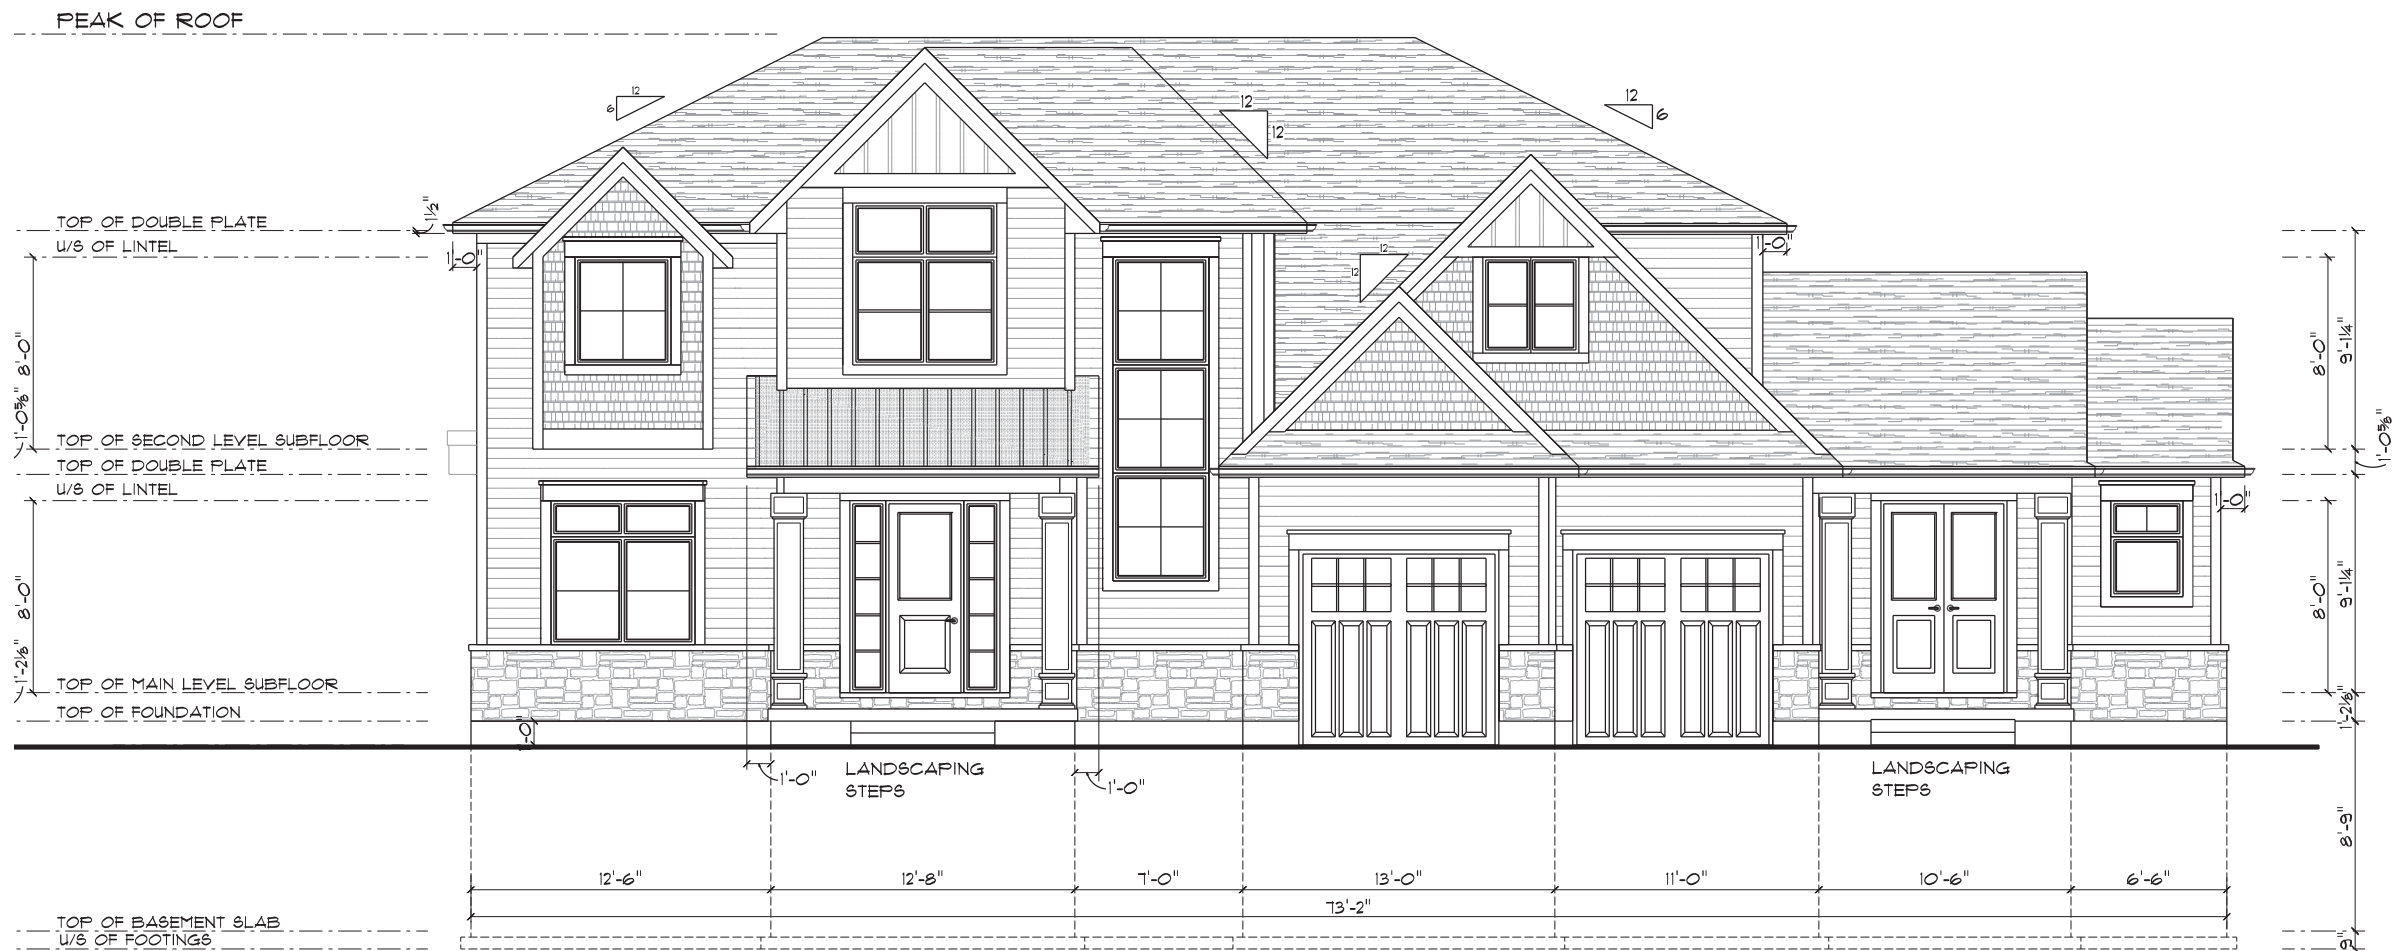 PEAK OF ROOF
12
6
12
12
12
6
TOP OF DOUBLE PLATE
1½"
U/S OF LINTEL
1'-0"
1'-0"
12
12
8'-0"
8'-0"
9'-1¼"
1'-0⅝"
TOP OF SECOND LEVEL SUBFLOOR
1'-0⅝"
TOP OF DOUBLE PLATE
U/S OF LINTEL
1'-0"
8'-0"
8'-0"
9'-1¼"
1'-2⅛"
TOP OF MAIN LEVEL SUBFLOOR
TOP OF FOUNDATION
1'-0"
1'-2⅛"
1'-0"
LANDSCAPING
STEPS
1'-0"
LANDSCAPING
STEPS
8'-9"
12'-6"
12'-8"
7'-0"
13'-0"
11'-0"
10'-6"
6'-6"
73'-2"
TOP OF BASEMENT SLAB
U/S OF FOOTINGS
9"